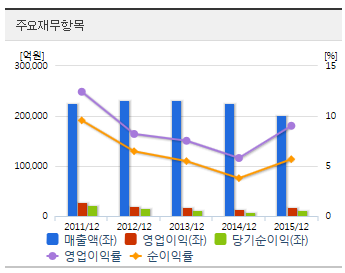 주요재무항목
[억원] [%]
300,000 15
200,000 10
100,000 5
0 0
2011/12 2012/12 2013/12 2014/12 2015/12
매출액(좌) 영업이익(좌) 당기순이익(좌)
영업이익률 순이익률